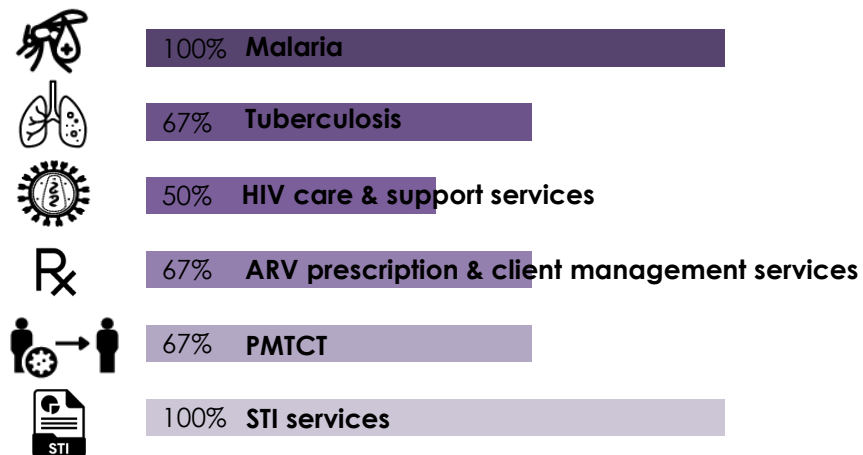 100% Malaria
67% Tuberculosis
50% HIV care & support services
67% ARV prescription & client management services
67% PMTCT
100% STI services
STI